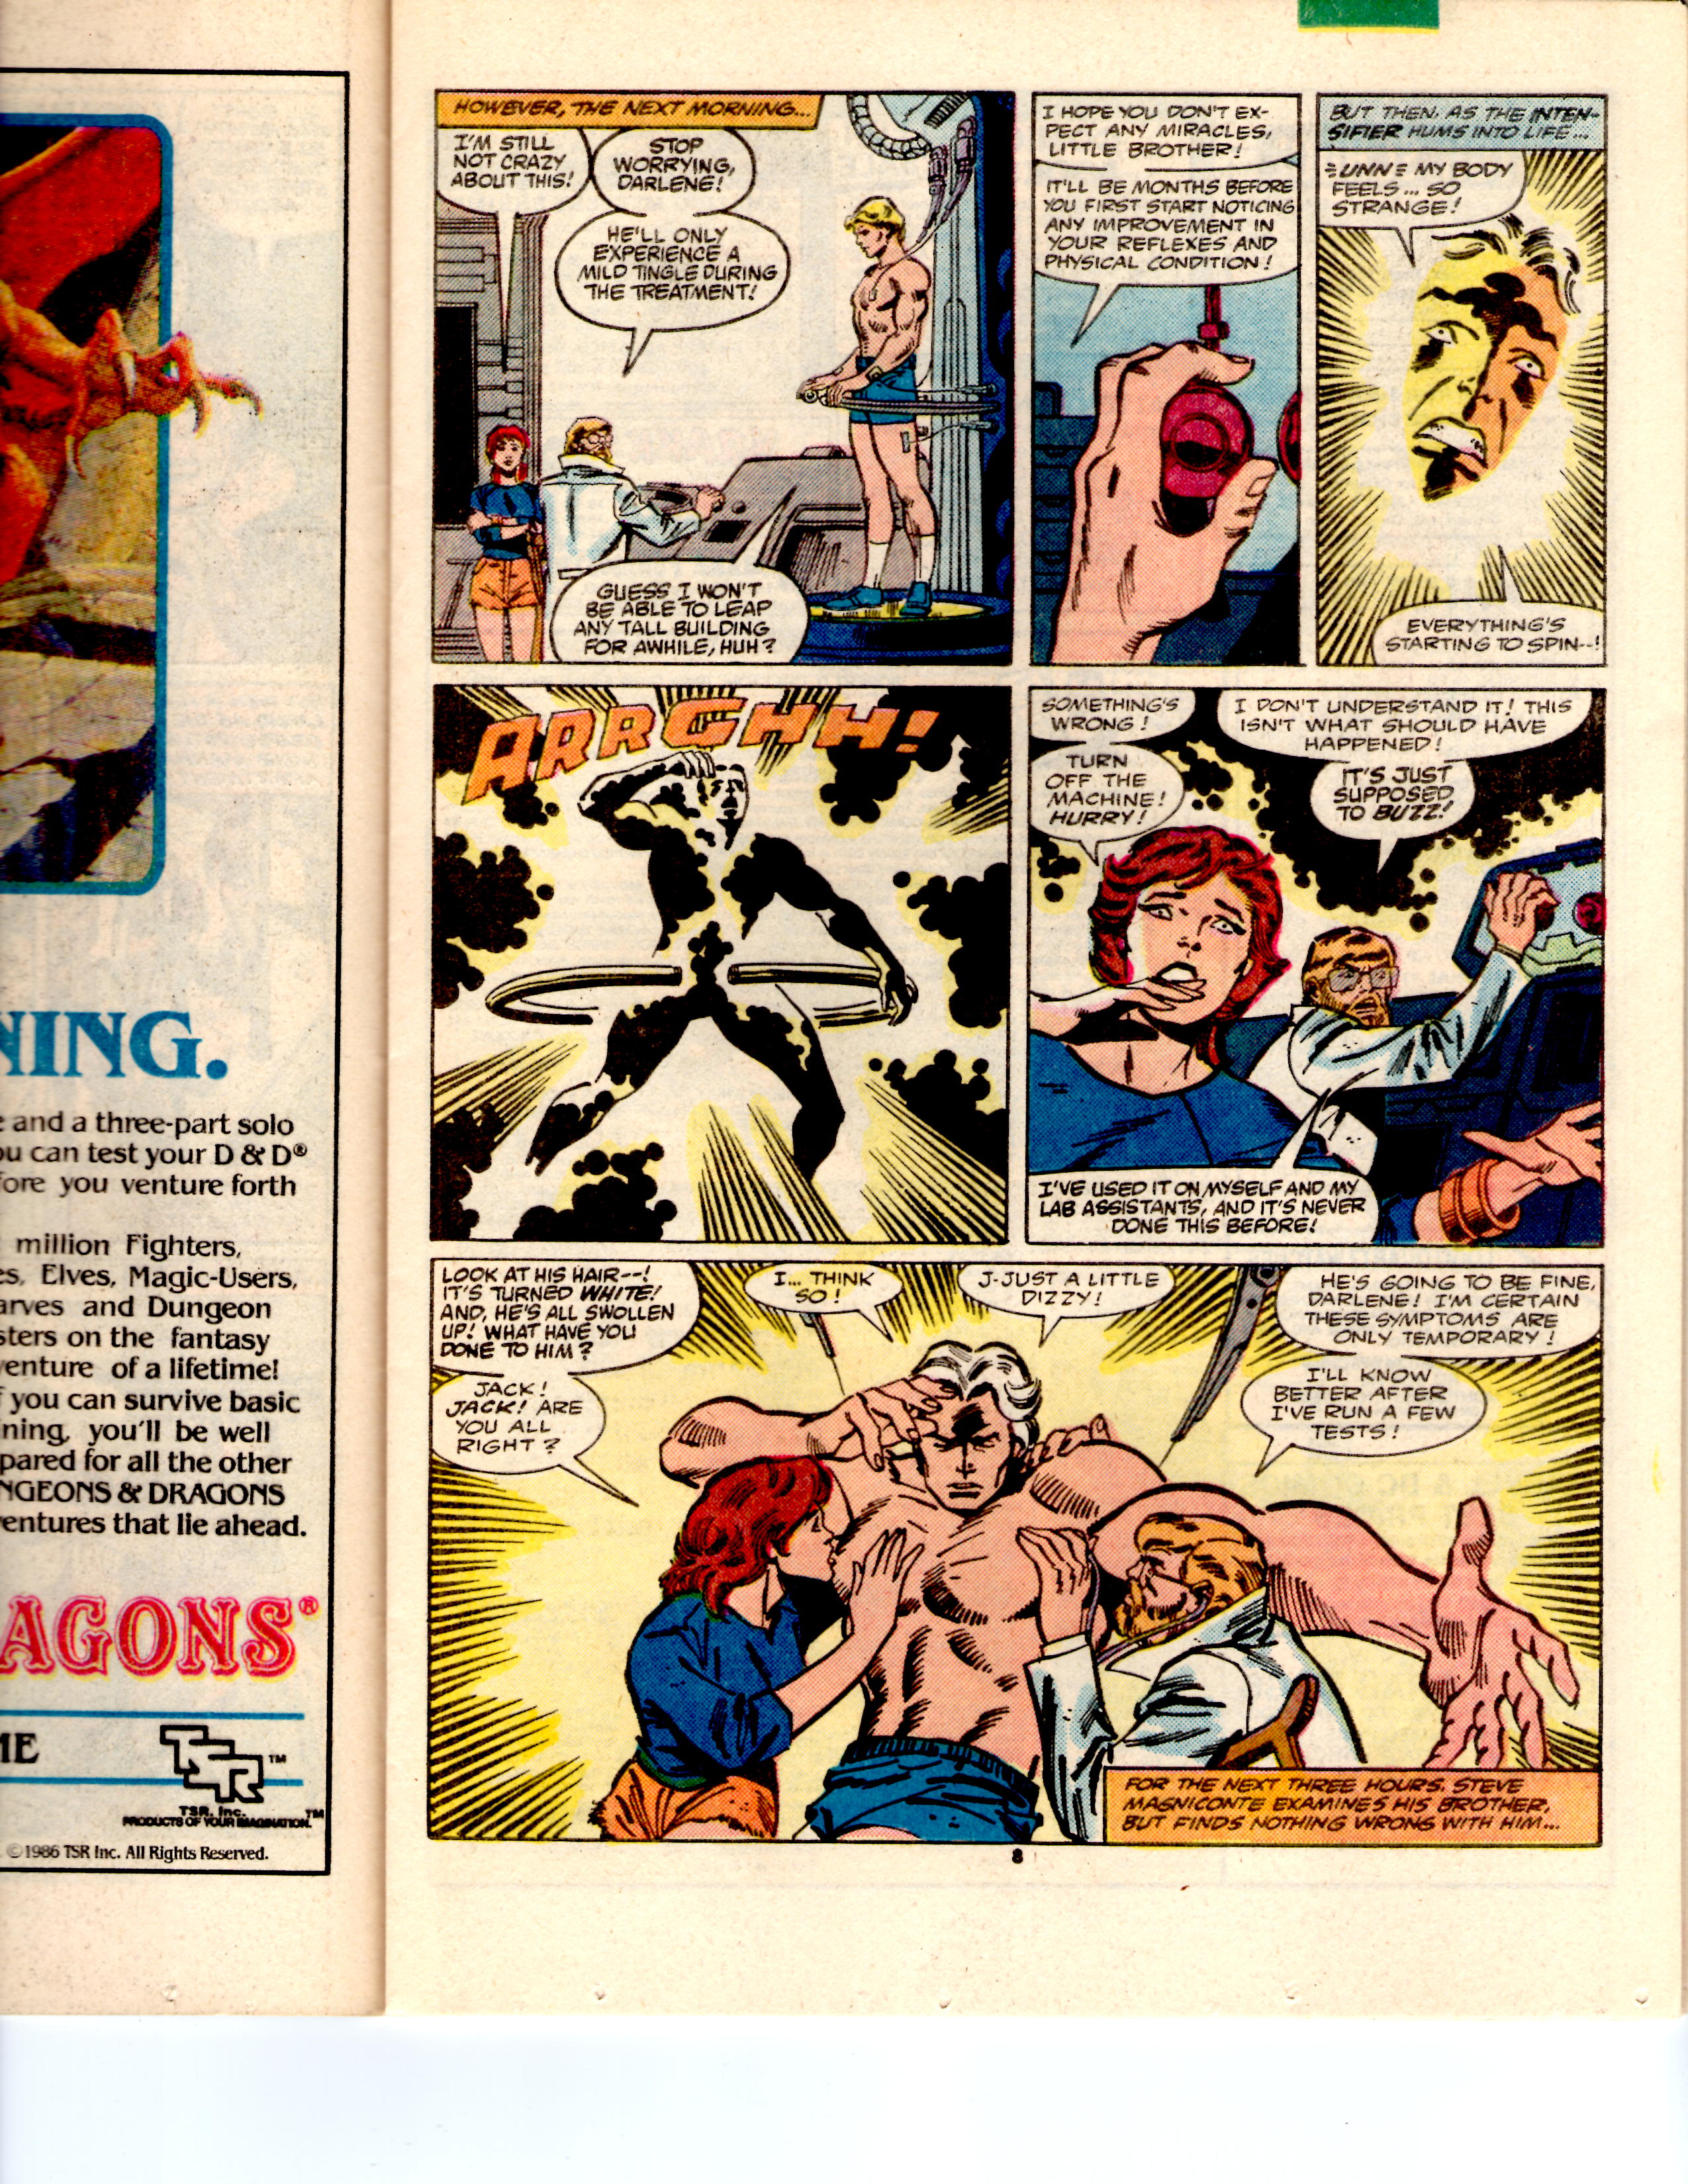 NING.
and a three-part solo
ou can test your D & D®
fore you venture forth
million Fighters,
es, Elves, Magic-Users,
arves and Dungeon
sters on the fantasy
venture of a lifetime!
f you can survive basic
ning, you'll be well
pared for all the other
NGEONS & DRAGONS
ventures that lie ahead.
AGONS®
ME
TSR™
TSR, Inc.
PRODUCTS OF YOUR IMAGINATION.™
©1986 TSR Inc. All Rights Reserved.
HOWEVER, THE NEXT MORNING...
I'M STILL
NOT CRAZY
ABOUT THIS!
STOP
WORRYING,
DARLENE!
HE'LL ONLY
EXPERIENCE A
MILD TINGLE DURING
THE TREATMENT!
GUESS I WON'T
BE ABLE TO LEAP
ANY TALL BUILDING
FOR AWHILE, HUH?
I HOPE YOU DON'T EX-
PECT ANY MIRACLES,
LITTLE BROTHER!
IT'LL BE MONTHS BEFORE
YOU FIRST START NOTICING
ANY IMPROVEMENT IN
YOUR REFLEXES AND
PHYSICAL CONDITION!
BUT THEN, AS THE INTEN-
SIFIER HUMS INTO LIFE...
UNN MY BODY
FEELS... SO
STRANGE!
EVERYTHING'S
STARTING TO SPIN--!
ARRGHH!
SOMETHING'S
WRONG!
TURN
OFF THE
MACHINE!
HURRY!
I DON'T UNDERSTAND IT! THIS
ISN'T WHAT SHOULD HAVE
HAPPENED!
IT'S JUST
SUPPOSED
TO BUZZ!
I'VE USED IT ON MYSELF AND MY
LAB ASSISTANTS, AND IT'S NEVER
DONE THIS BEFORE!
LOOK AT HIS HAIR--!
IT'S TURNED WHITE!
AND, HE'S ALL SWOLLEN
UP! WHAT HAVE YOU
DONE TO HIM?
JACK!
JACK! ARE
YOU ALL
RIGHT?
I... THINK
SO!
J-JUST A LITTLE
DIZZY!
HE'S GOING TO BE FINE,
DARLENE! I'M CERTAIN
THESE SYMPTOMS ARE
ONLY TEMPORARY!
I'LL KNOW
BETTER AFTER
I'VE RUN A FEW
TESTS!
FOR THE NEXT THREE HOURS, STEVE
MAGNICONTE EXAMINES HIS BROTHER,
BUT FINDS NOTHING WRONG WITH HIM...
8